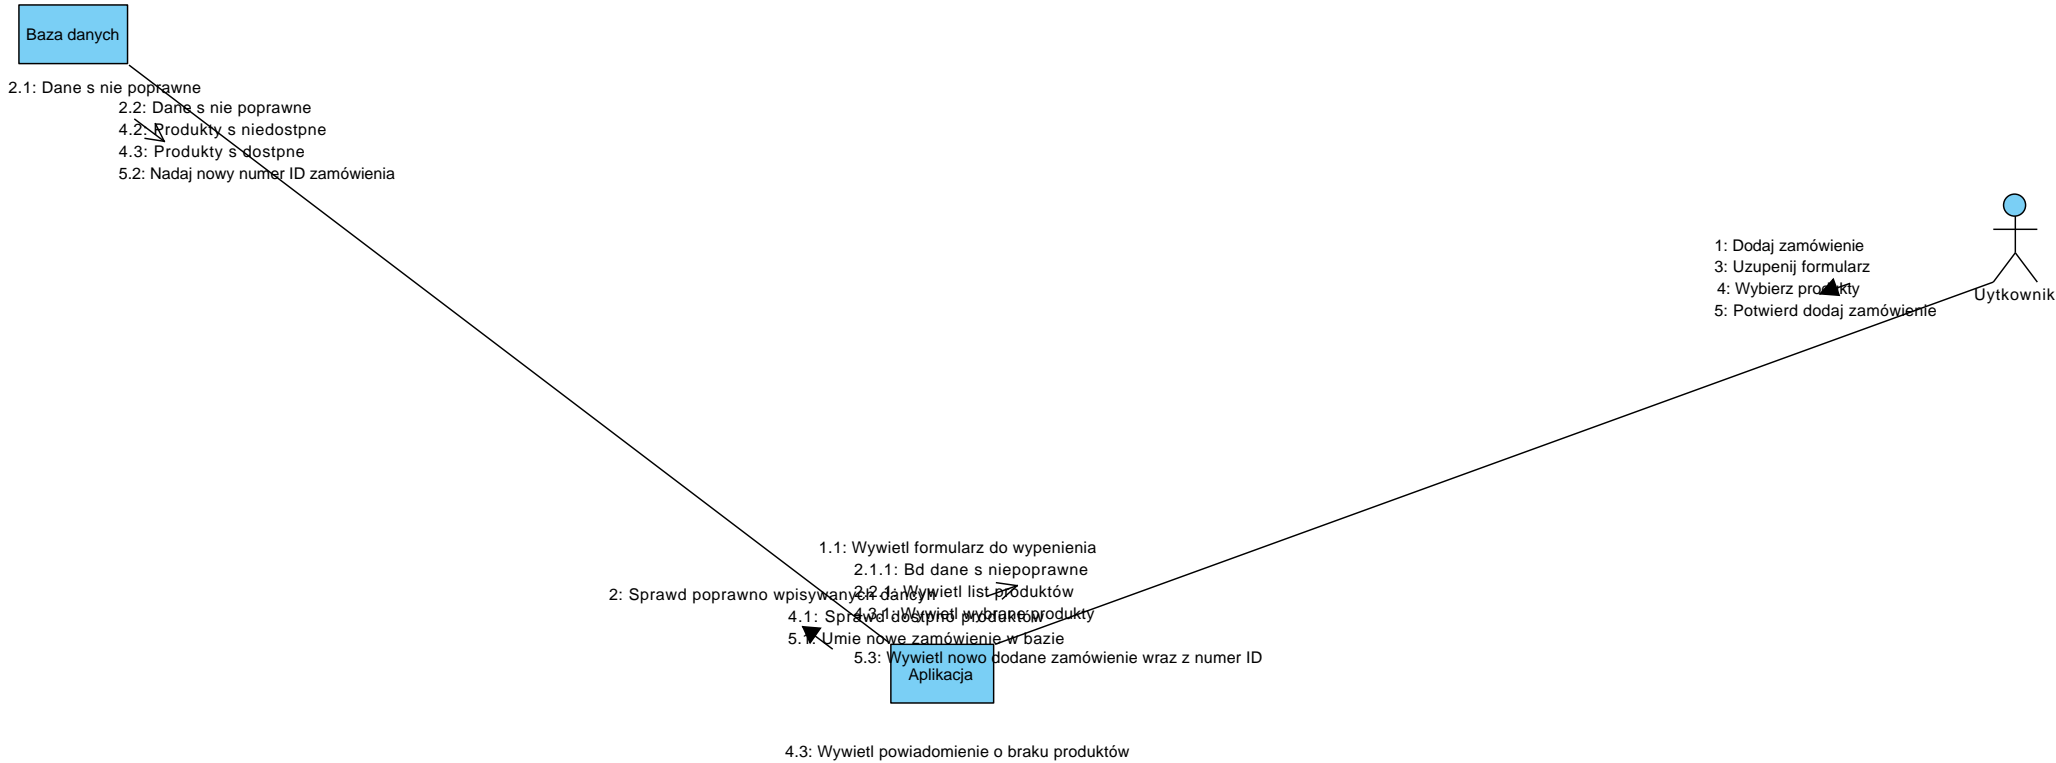 Baza danych
2.1: Dane s nie poprawne
2.2: Dane s nie poprawne
4.2: Produkty s niedostpne
4.3: Produkty s dostpne
5.2: Nadaj nowy numer ID zamówienia
1: Dodaj zamówienie
3: Uzupenij formularz
4: Wybierz produkty
5: Potwierd dodaj zamówienie
Uytkownik
1.1: Wywietl formularz do wypenienia
2.1.1: Bd dane s niepoprawne
2.2.1: Wywietl list produktów
2: Sprawd poprawno wpisywanych dancyh
4.3.1: Wywietl wybrane produkty
4.1: Sprawd dostpno produktów
5.1: Umie nowe zamówienie w bazie
5.3: Wywietl nowo dodane zamówienie wraz z numer ID
Aplikacja
4.3: Wywietl powiadomienie o braku produktów